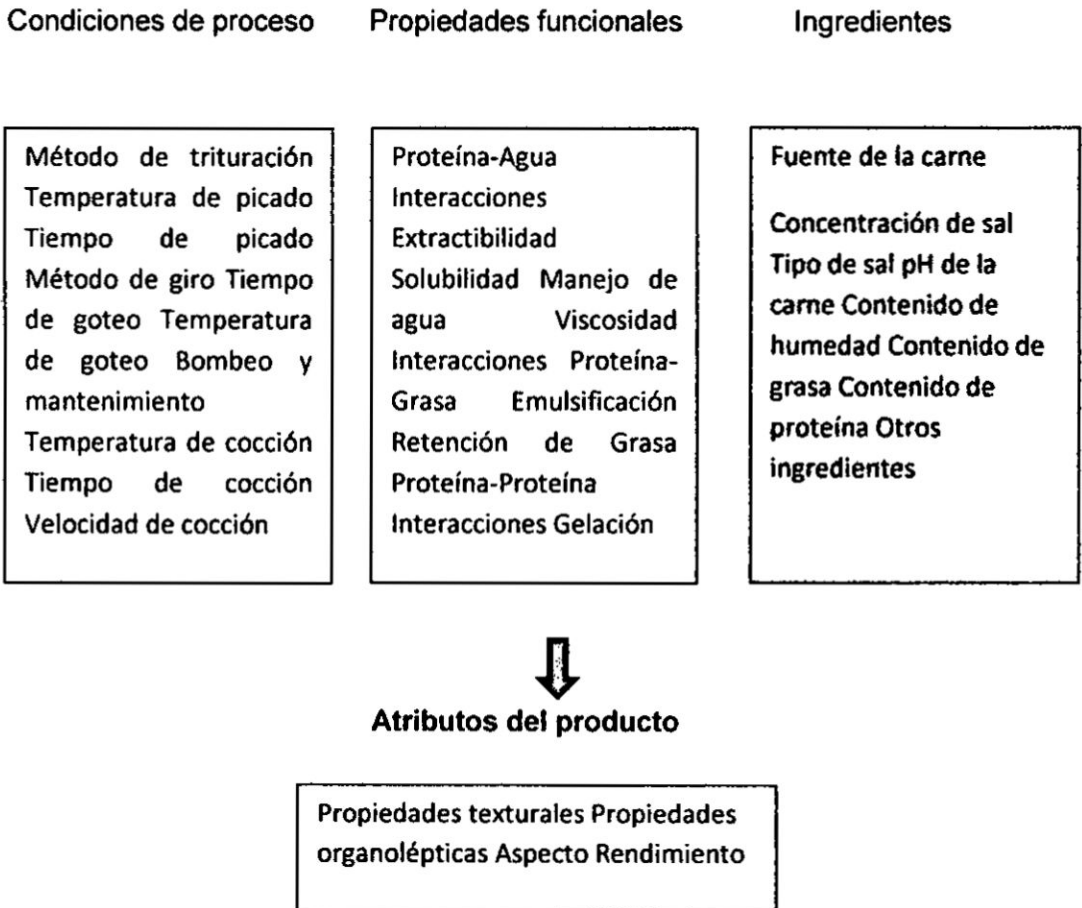 Condiciones de proceso
Propiedades funcionales
Ingredientes
Método de trituración
Temperatura de picado
Tiempo de picado
Método de giro Tiempo
de goteo Temperatura
de goteo Bombeo y
mantenimiento
Temperatura de cocción
Tiempo de cocción
Velocidad de cocción
Proteína-Agua
Interacciones
Extractibilidad
Solubilidad Manejo de
agua Viscosidad
Interacciones Proteína-
Grasa Emulsificación
Retención de Grasa
Proteína-Proteína
Interacciones Gelación
Fuente de la carne
Concentración de sal
Tipo de sal pH de la
carne Contenido de
humedad Contenido de
grasa Contenido de
proteína Otros
ingredientes
Atributos del producto
Propiedades texturales Propiedades
organolépticas Aspecto Rendimiento